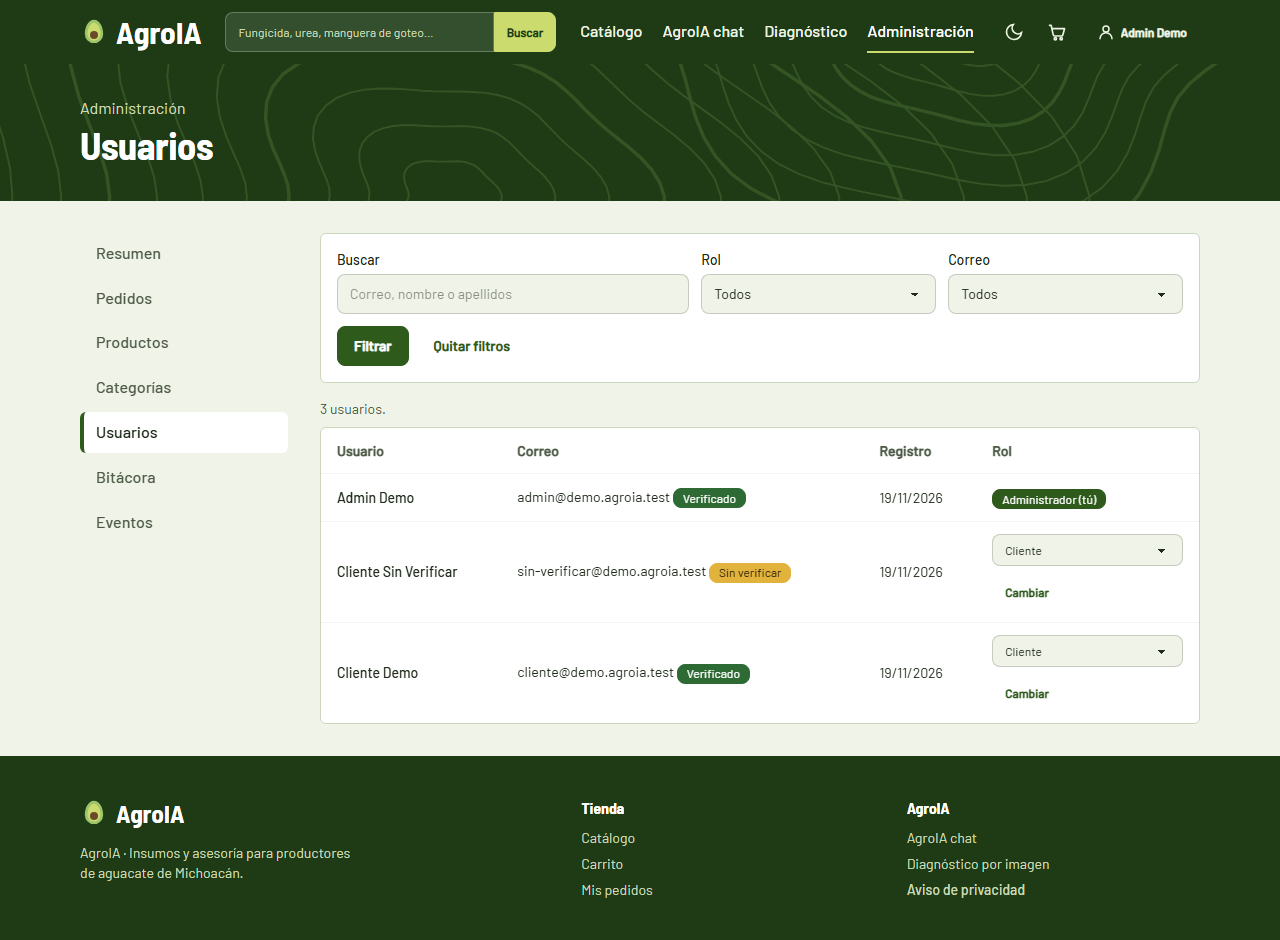 AgroIA
Fungicida, urea, manguera de goteo...
Buscar
Catálogo
AgroIA chat
Diagnóstico
Administración
Admin Demo
Administración
Usuarios
Resumen
Pedidos
Productos
Categorías
Usuarios
Bitácora
Eventos
Buscar
Rol
Correo
Correo, nombre o apellidos
Todos
Todos
Filtrar
Quitar filtros
3 usuarios.
Usuario
Correo
Registro
Rol
Admin Demo
admin@demo.agroia.test
Verificado
19/11/2026
Administrador (tú)
Cliente Sin Verificar
sin-verificar@demo.agroia.test
Sin verificar
19/11/2026
Cliente
Cambiar
Cliente Demo
cliente@demo.agroia.test
Verificado
19/11/2026
Cliente
Cambiar
AgroIA
AgroIA · Insumos y asesoría para productores
de aguacate de Michoacán.
Tienda
Catálogo
Carrito
Mis pedidos
AgroIA
AgroIA chat
Diagnóstico por imagen
Aviso de privacidad